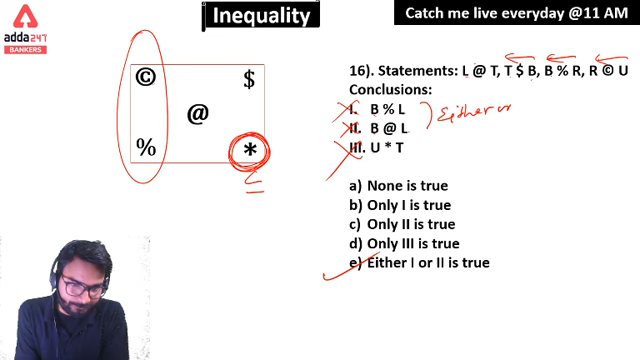 Inequality
Catch me live everyday @11 AM
adda247
BANKERS
© $
@
% *
≤
16). Statements: L @ T, T $ B, B % R, R © U
Conclusions:
I. B % L
II. B @ L
Either or
III. U * T
a) None is true
b) Only I is true
c) Only II is true
d) Only III is true
e) Either I or II is true